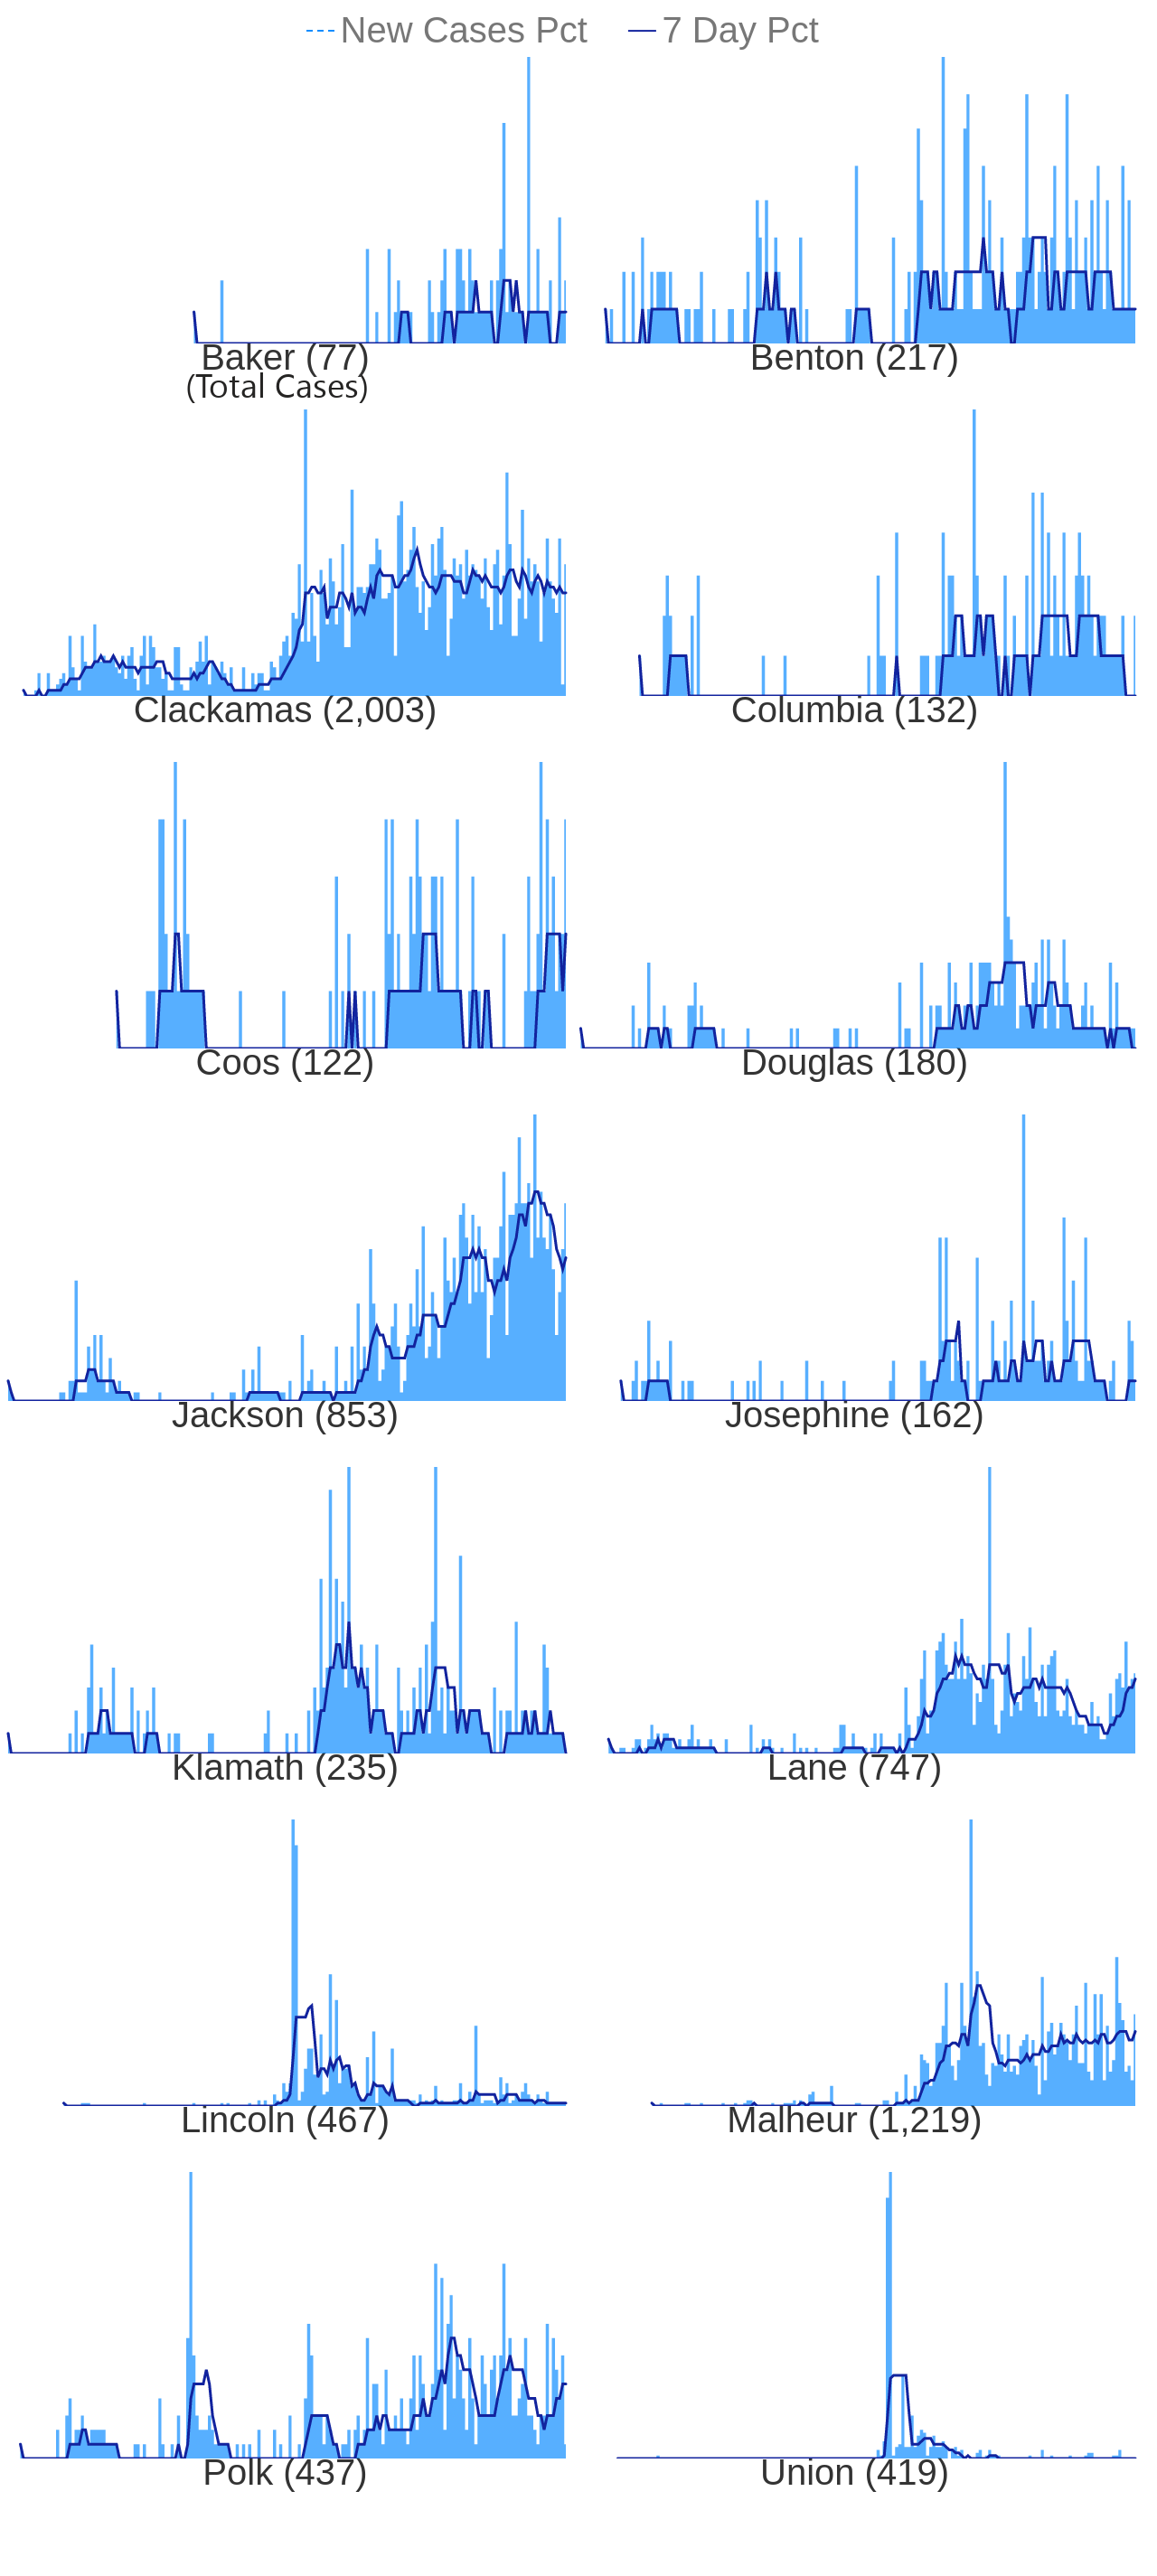 New Cases Pct 7 Day Pct
Baker (77) Benton (217)
(Total Cases)
Clackamas (2,003) Columbia (132)
Coos (122) Douglas (180)
Jackson (853) Josephine (162)
Klamath (235) Lane (747)
Lincoln (467) Malheur (1,219)
Polk (437) Union (419)